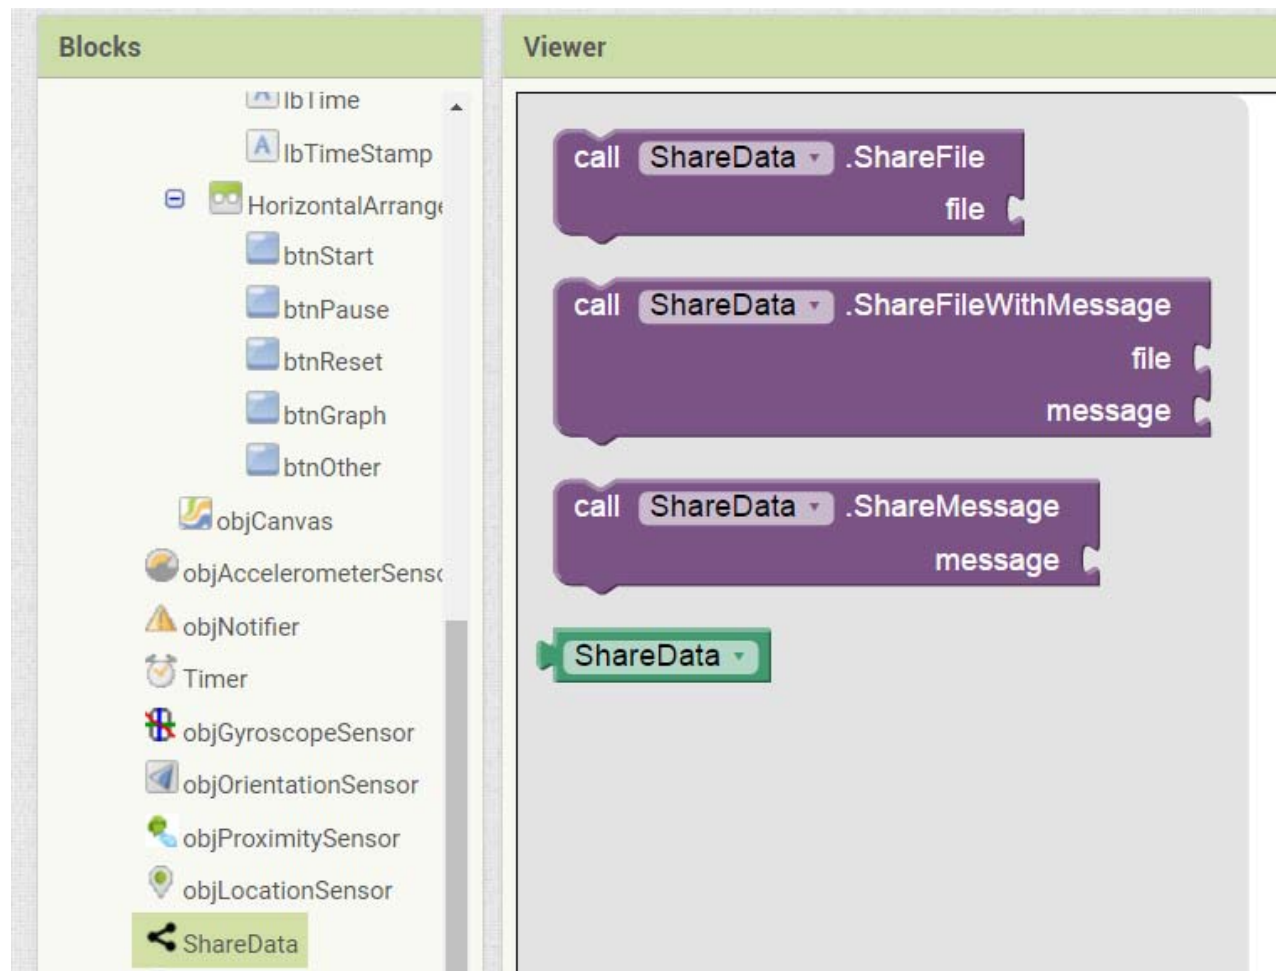 Blocks
lbTime
lbTimeStamp
HorizontalArrange
btnStart
btnPause
btnReset
btnGraph
btnOther
objCanvas
objAccelerometerSenso
objNotifier
Timer
objGyroscopeSensor
objOrientationSensor
objProximitySensor
objLocationSensor
ShareData
Viewer
call ShareData .ShareFile
file
call ShareData .ShareFileWithMessage
file
message
call ShareData .ShareMessage
message
ShareData